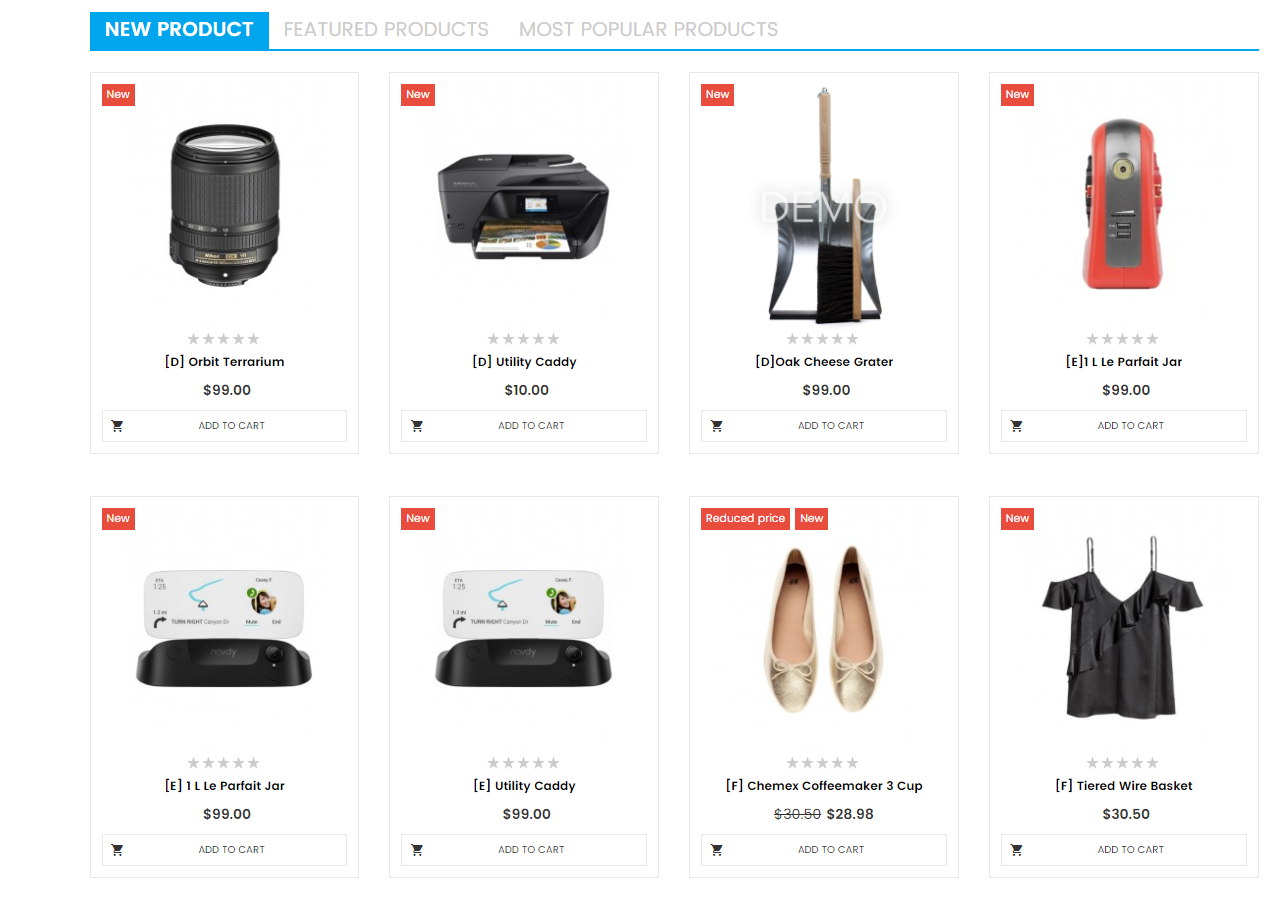 NEW PRODUCT FEATURED PRODUCTS MOST POPULAR PRODUCTS
New New New New
DEMO
Nikon
[D] Orbit Terrarium [D] Utility Caddy [D]Oak Cheese Grater [E]1 L Le Parfait Jar
$99.00 $10.00 $99.00 $99.00
ADD TO CART ADD TO CART ADD TO CART ADD TO CART
New New Reduced price New New
ETA Casey F. ETA Casey F.
1:25 1:25
1.2 mi 1.2 mi
TURN RIGHT Canyon Dr Mute End TURN RIGHT Canyon Dr Mute End
navdy navdy
[E] 1 L Le Parfait Jar [E] Utility Caddy [F] Chemex Coffeemaker 3 Cup [F] Tiered Wire Basket
$99.00 $99.00 $30.50 $28.98 $30.50
ADD TO CART ADD TO CART ADD TO CART ADD TO CART